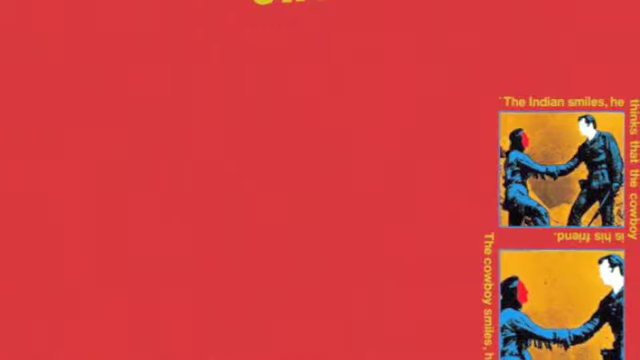 The Indian smiles, he
thinks that the cowboy
is his friend.
The cowboy smiles, h